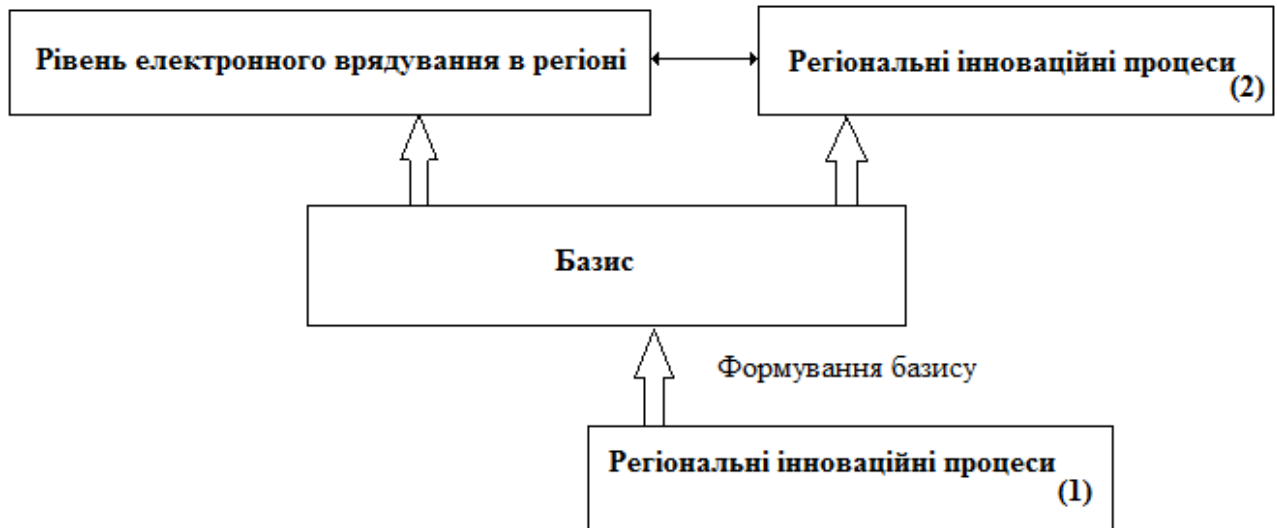 Рівень електронного врядування в регіоні
Регіональні інноваційні процеси
(2)
Базис
Формування базису
Регіональні інноваційні процеси
(1)